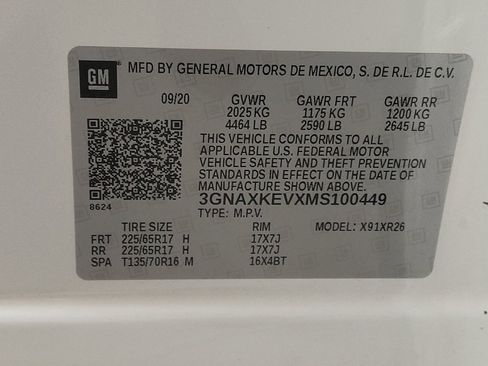 GM
MFD BY GENERAL MOTORS DE MEXICO, S. DE R.L. DE C.V.
09/20 GVWR GAWR FRT GAWR RR
2025 KG 1175 KG 1200 KG
4464 LB 2590 LB 2645 LB
THIS VEHICLE CONFORMS TO ALL
APPLICABLE U.S. FEDERAL MOTOR
VEHICLE SAFETY AND THEFT PREVENTION
STANDARDS IN EFFECT ON THE DATE OF
MANUFACTURE SHOWN ABOVE.
8624 3GNAXKEVXMS100449
TYPE: M.P.V. MODEL: X91XR26
TIRE SIZE RIM
FRT 225/65R17 H 17X7J
RR 225/65R17 H 17X7J
SPA T135/70R16 M 16X4BT